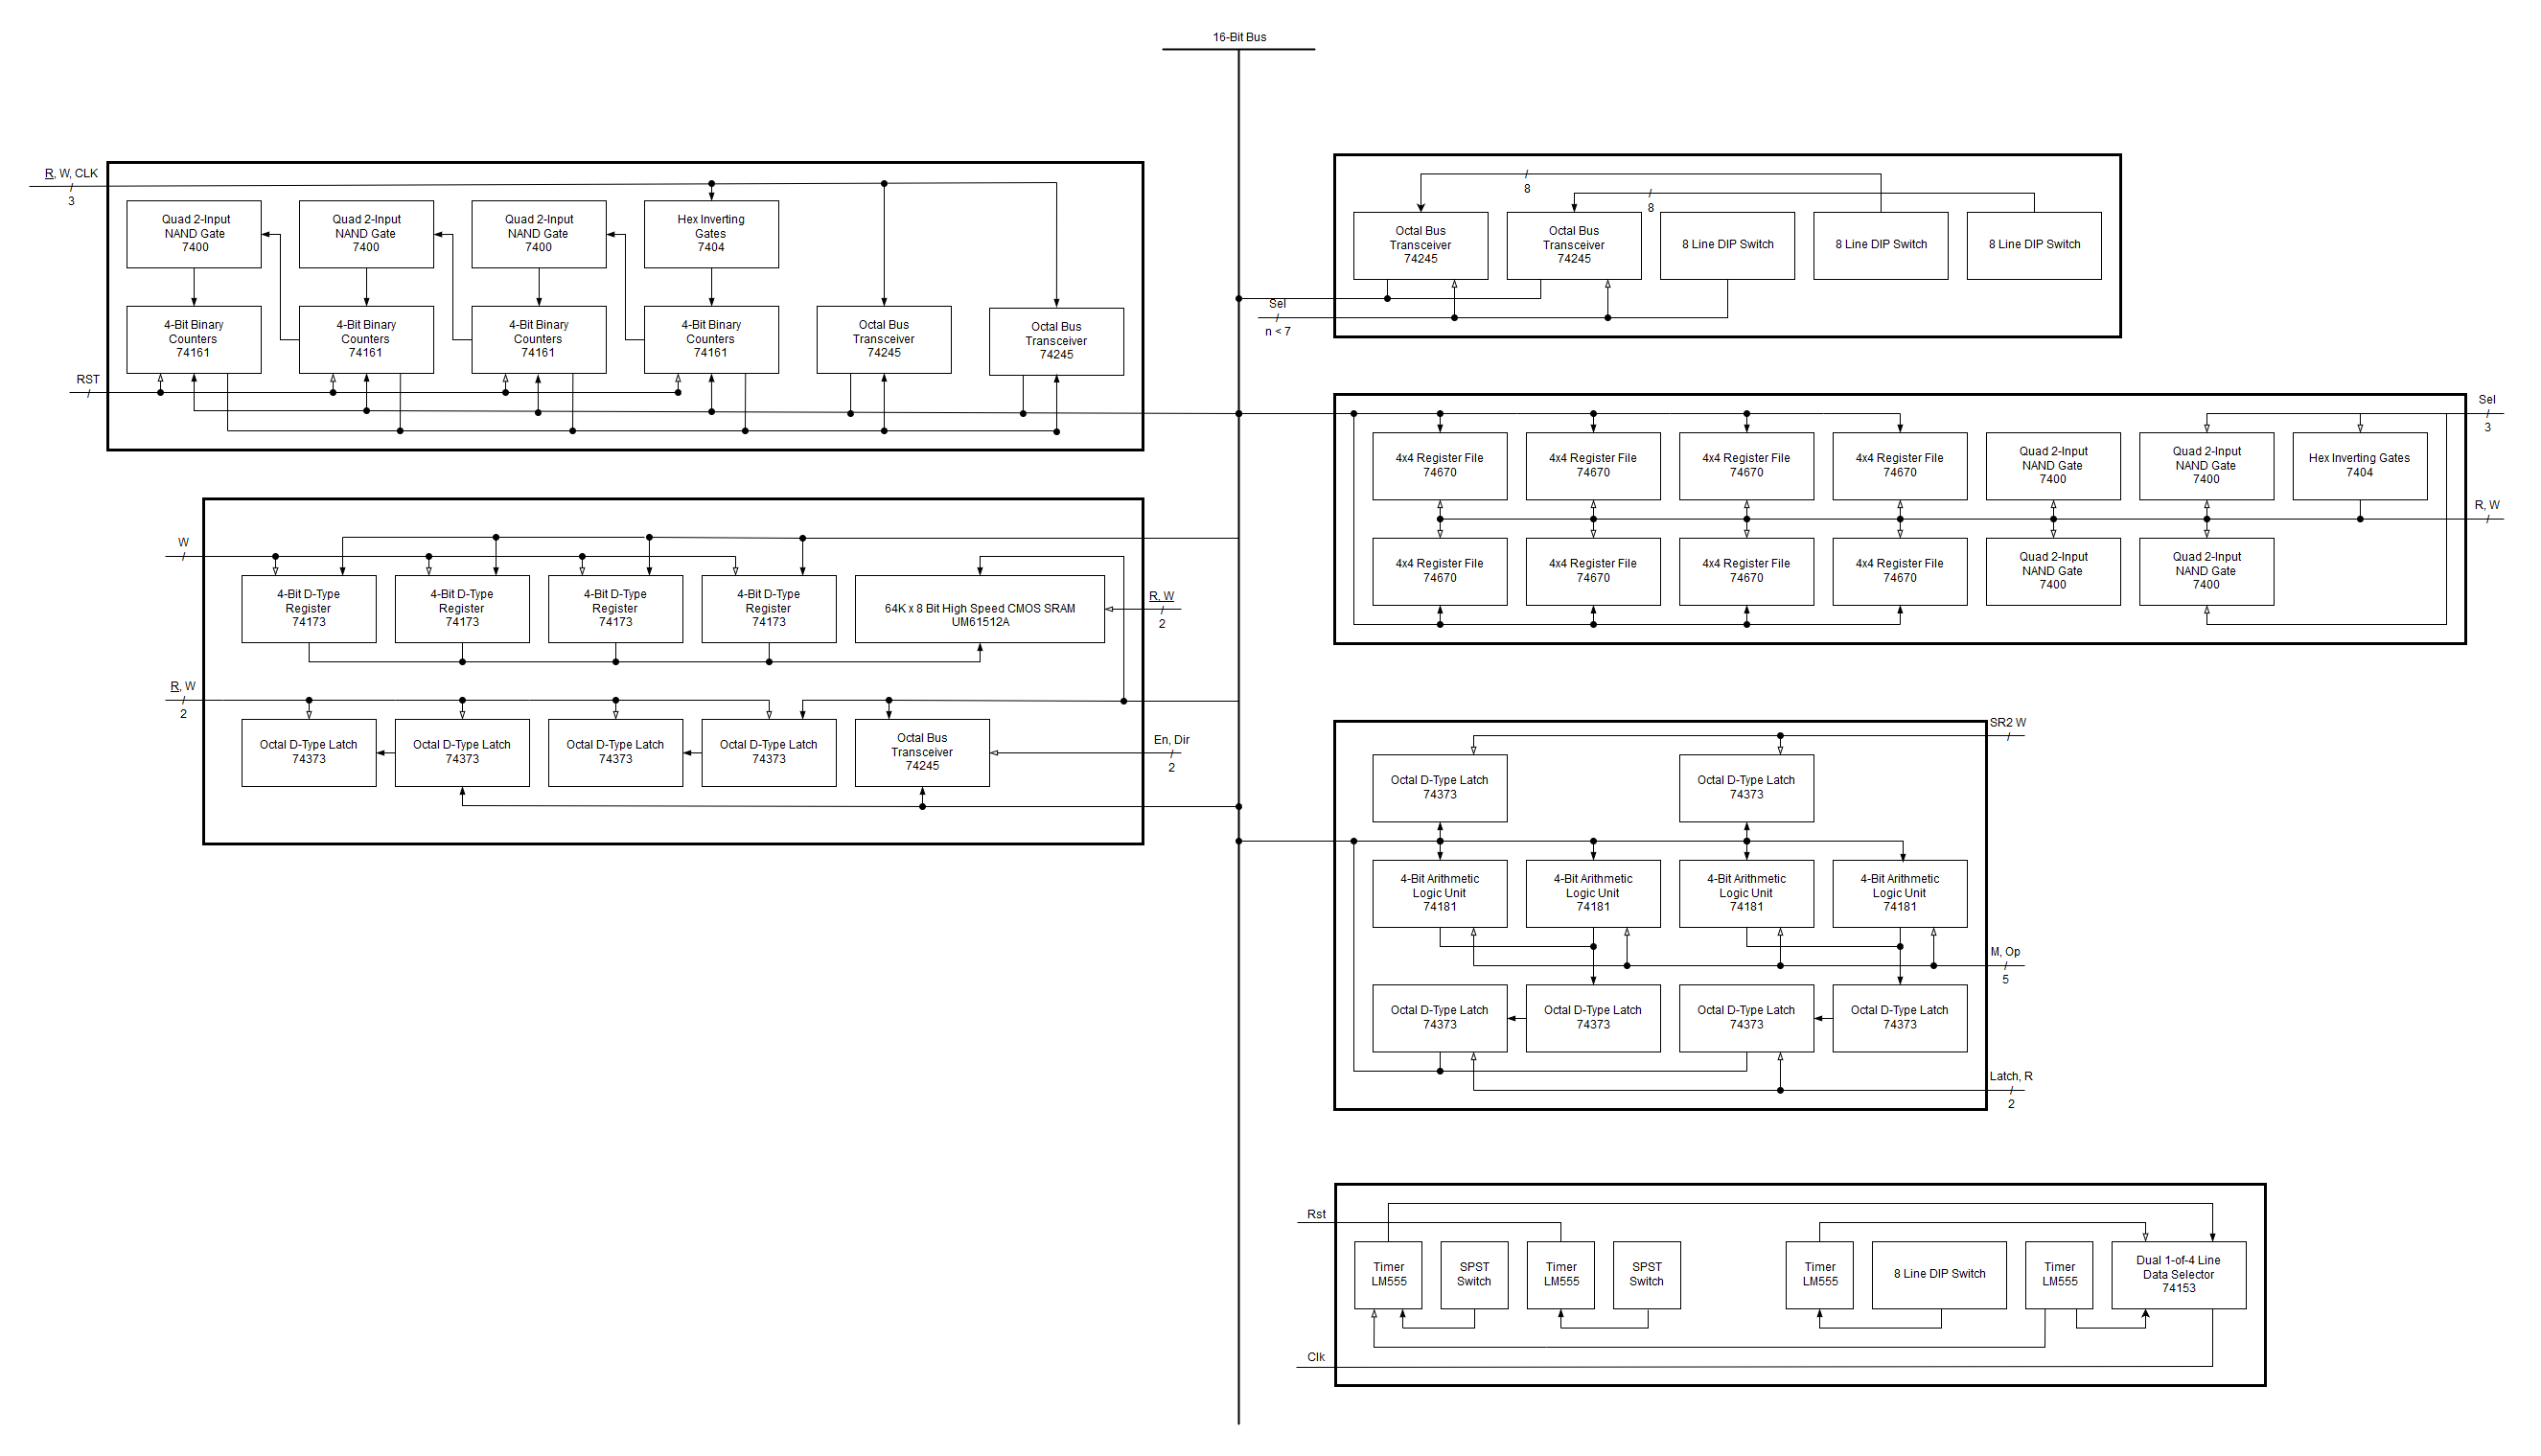 16-Bit Bus
R, W, CLK
3
Quad 2-Input
NAND Gate
7400
Quad 2-Input
NAND Gate
7400
Quad 2-Input
NAND Gate
7400
Hex Inverting
Gates
7404
4-Bit Binary
Counters
74161
4-Bit Binary
Counters
74161
4-Bit Binary
Counters
74161
4-Bit Binary
Counters
74161
Octal Bus
Transceiver
74245
Octal Bus
Transceiver
74245
RST
8
8
Octal Bus
Transceiver
74245
Octal Bus
Transceiver
74245
8 Line DIP Switch
8 Line DIP Switch
8 Line DIP Switch
Sel
n < 7
Sel
3
4x4 Register File
74670
4x4 Register File
74670
4x4 Register File
74670
4x4 Register File
74670
Quad 2-Input
NAND Gate
7400
Quad 2-Input
NAND Gate
7400
Hex Inverting Gates
7404
R, W
4x4 Register File
74670
4x4 Register File
74670
4x4 Register File
74670
4x4 Register File
74670
Quad 2-Input
NAND Gate
7400
Quad 2-Input
NAND Gate
7400
W
4-Bit D-Type
Register
74173
4-Bit D-Type
Register
74173
4-Bit D-Type
Register
74173
4-Bit D-Type
Register
74173
64K x 8 Bit High Speed CMOS SRAM
UM61512A
R, W
2
R, W
2
Octal D-Type Latch
74373
Octal D-Type Latch
74373
Octal D-Type Latch
74373
Octal D-Type Latch
74373
Octal Bus
Transceiver
74245
En, Dir
2
SR2 W
Octal D-Type Latch
74373
Octal D-Type Latch
74373
4-Bit Arithmetic
Logic Unit
74181
4-Bit Arithmetic
Logic Unit
74181
4-Bit Arithmetic
Logic Unit
74181
4-Bit Arithmetic
Logic Unit
74181
M, Op
5
Octal D-Type Latch
74373
Octal D-Type Latch
74373
Octal D-Type Latch
74373
Octal D-Type Latch
74373
Latch, R
2
Rst
Timer
LM555
SPST
Switch
Timer
LM555
SPST
Switch
Timer
LM555
8 Line DIP Switch
Timer
LM555
Dual 1-of-4 Line
Data Selector
74153
Clk